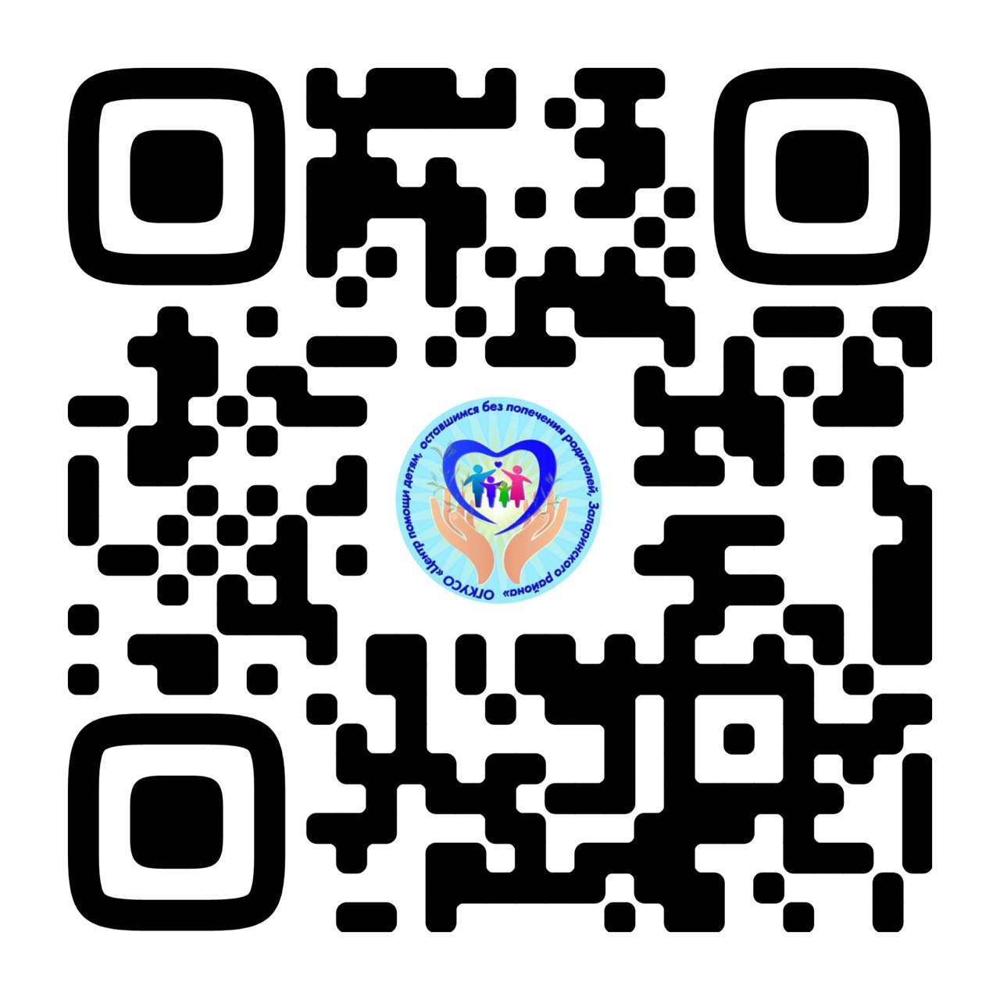 ОГКУСО «Центр помощи детям, оставшимся без попечения родителей, Заларинского района»